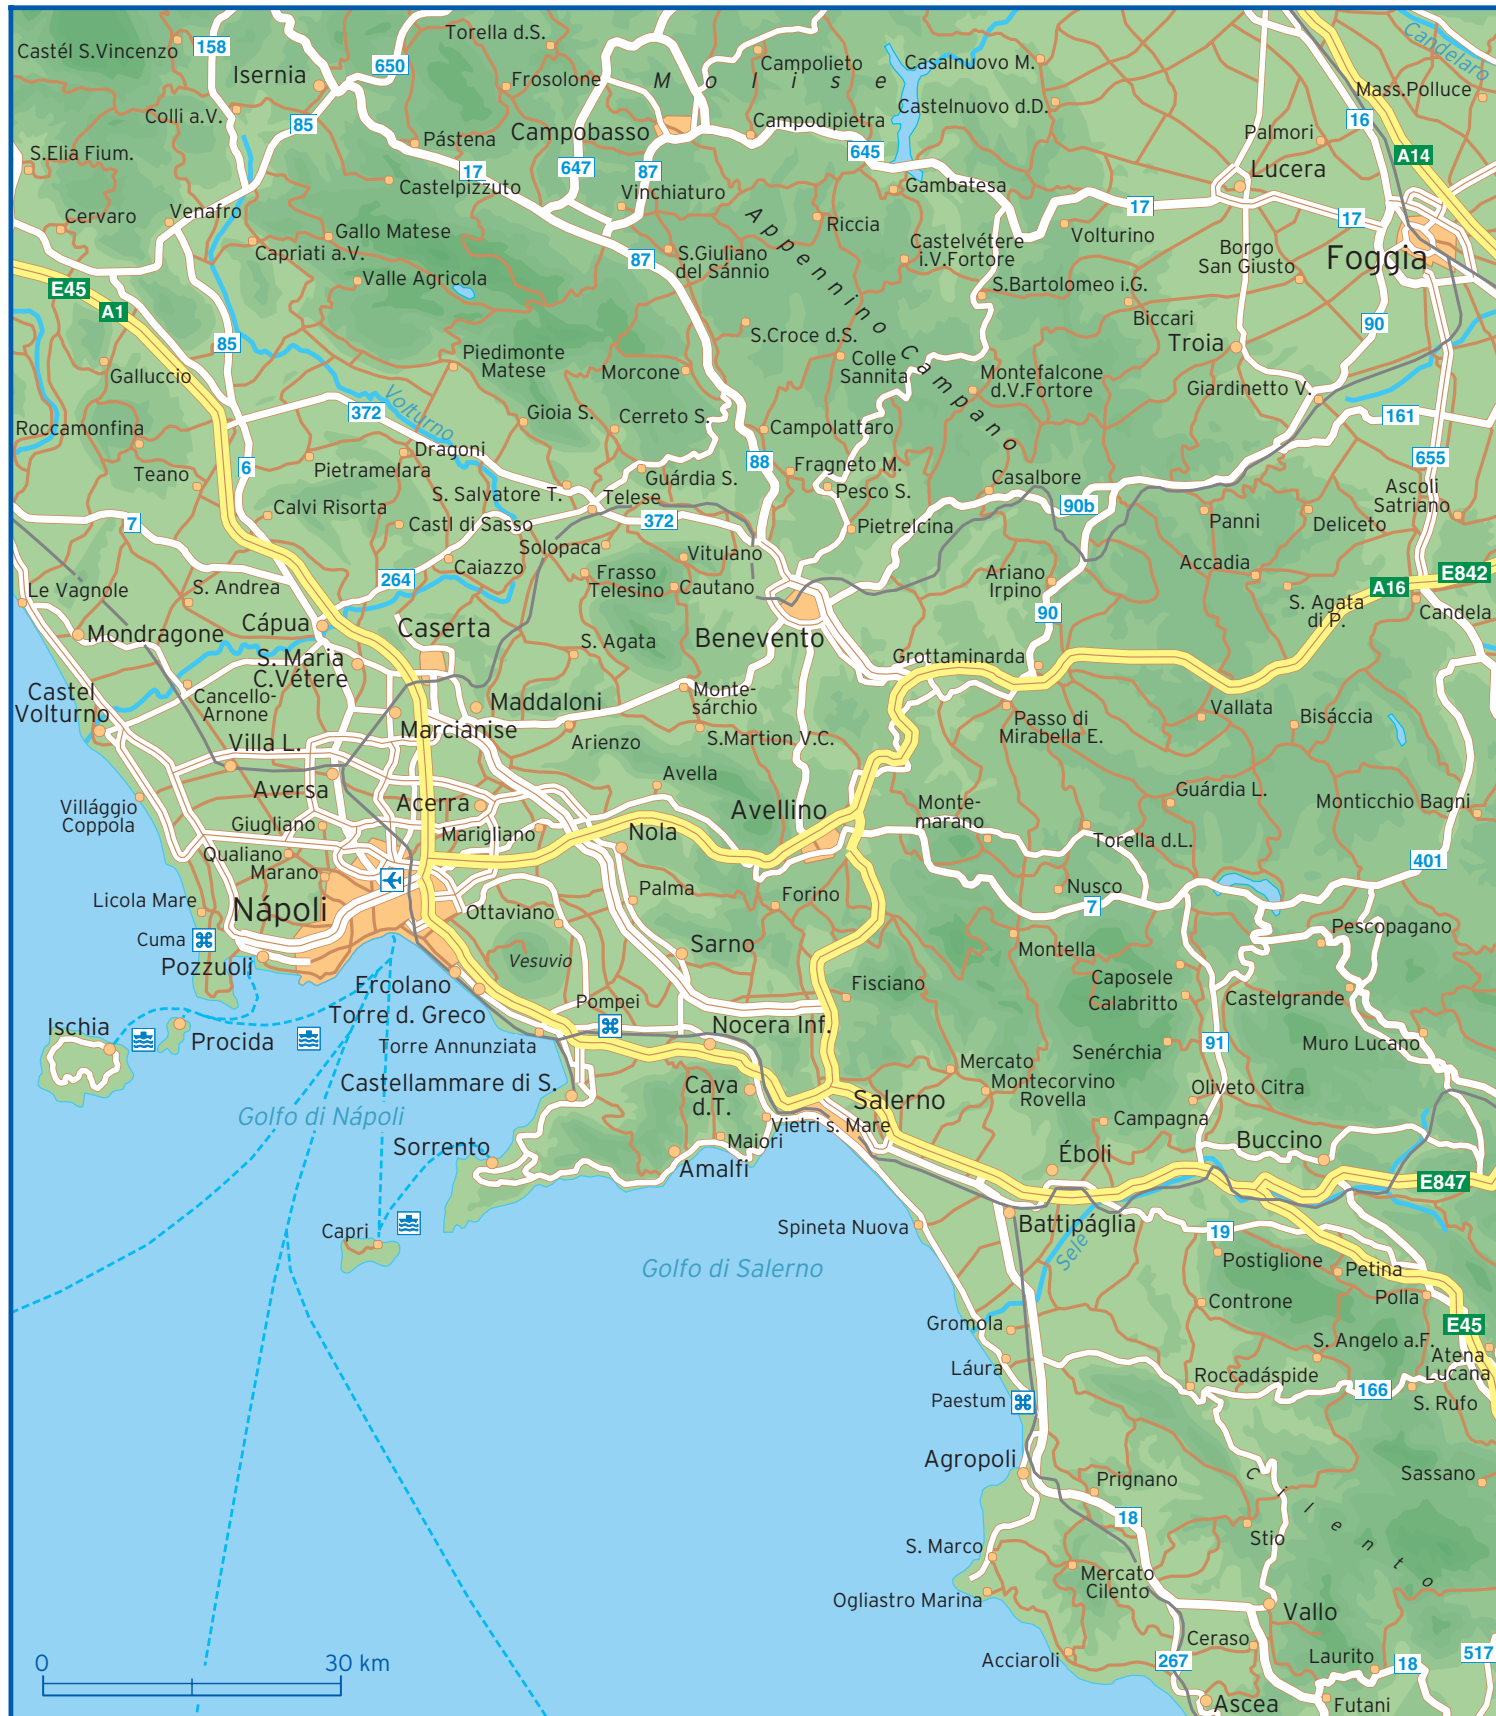 Castél S.Vincenzo
158
Torella d.S.
650
Isernia
Frosolone
Campolieto
Molise
Casalnuovo M.
Candelaro
Mass.Polluce
Colli a.V.
85
Pástena
Campobasso
Campodipietra
Castelnuovo d.D.
16
Palmori
A14
S.Elia Fium.
17
647
87
645
Lucera
Castelpizzuto
Vinchiaturo
Gambatesa
Cervaro
Venafro
Gallo Matese
Capriati a.V.
Appennino Campano
Riccia
17
17
Volturino
S.Giuliano
del Sánnio
87
Castelvétere
i.V.Fortore
Borgo
San Giusto
Foggia
E45
A1
Valle Agricola
S.Bartolomeo i.G.
Biccari
90
85
S.Croce d.S.
Troia
Galluccio
Piedimonte
Matese
Morcone
Colle
Sannita
Montefalcone
d.V.Fortore
Giardinetto V.
372
Volturno
Gioia S.
Cerreto S.
161
Roccamonfina
Campolattaro
Dragoni
655
Teano
6
Pietramelara
S. Salvatore T.
Guárdia S.
88
Fragneto M.
Casalbore
Pesco S.
Ascoli
Satriano
Calvi Risorta
Castl di Sasso
Telese
372
90b
7
Pietrelcina
Panni
Deliceto
Solopaca
Vitulano
Accadia
E842
Caiazzo
264
Frasso
Telesino
Cautano
Ariano
Irpino
A16
Le Vagnole
S. Andrea
90
S. Agata
di P.
Candela
Mondragone
Cápua
Caserta
Benevento
S. Agata
Grottaminarda
S. Maria
C.Vétere
Castel
Volturno
Cancello-
Arnone
Maddaloni
Monte-
sárchio
Passo di
Mirabella E.
Vallata
Bisáccia
Marcianise
Arienzo
S.Martion V.C.
Villa L.
Avella
Aversa
Acerra
Avellino
Monte-
marano
Guárdia L.
Monticchio Bagni
Villággio
Coppola
Giugliano
Marigliano
Nola
Torella d.L.
Qualiano
Marano
401
Licola Mare
Nápoli
Palma
Forino
Nusco
7
Ottaviano
Cuma
Pozzuoli
Vesuvio
Sarno
Montella
Pescopagano
Ercolano
Caposele
Calabritto
Fisciano
Castelgrande
Pompei
Torre d. Greco
Ischia
Procida
Nocera Inf.
91
Muro Lucano
Torre Annunziata
Senérchia
Mercato
Castellammare di S.
Cava
d.T.
Salerno
Montecorvino
Rovella
Oliveto Citra
Golfo di Nápoli
Vietri s. Mare
Campagna
Maiori
Sorrento
Amalfi
Éboli
Buccino
E847
Capri
Spineta Nuova
Battipáglia
19
Sele
Postiglione
Petina
Golfo di Salerno
Controne
Polla
Gromola
E45
S. Angelo a.F.
Atena
Lucana
Láura
Roccadáspide
166
Paestum
S. Rufo
Agropoli
Cilento
Sassano
Prignano
18
Stio
S. Marco
Mercato
Cilento
Ogliastro Marina
Vallo
Ceraso
Acciaroli
267
Laurito
18
517
0
30 km
Ascea
Futani